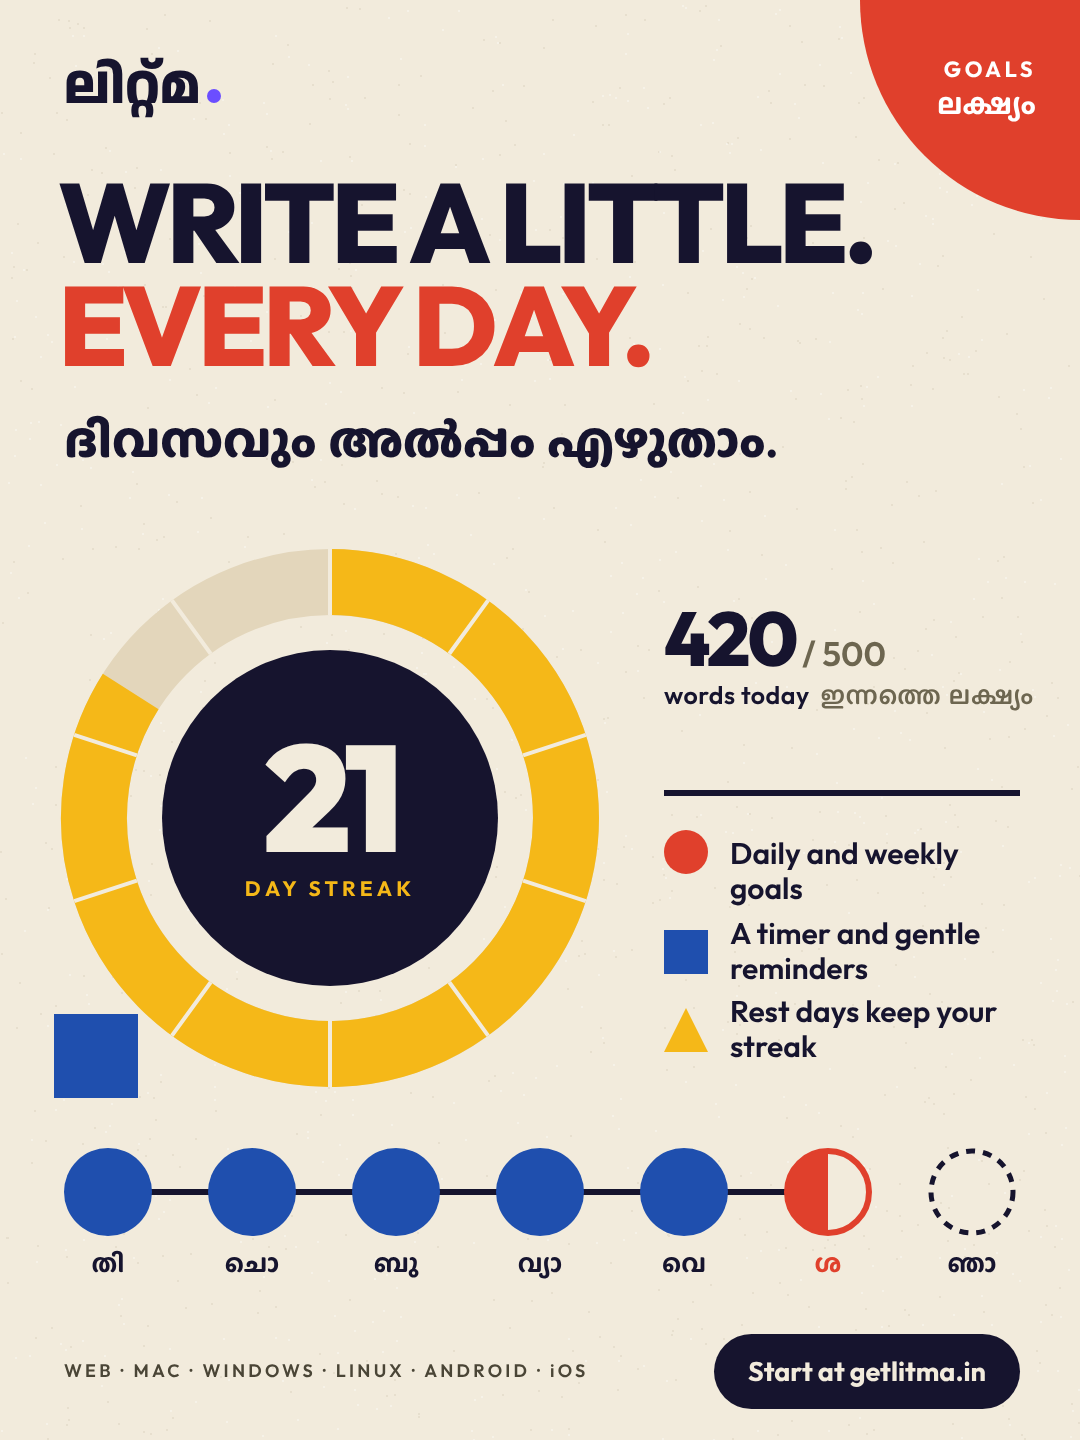 ലിറ്റ്മ.
GOALS
ലക്ഷ്യം
WRITE A LITTLE.
EVERY DAY.
ദിവസവും അൽപ്പം എഴുതാം.
420 / 500
words today ഇന്നത്തെ ലക്ഷ്യം
21
DAY STREAK
Daily and weekly
goals
A timer and gentle
reminders
Rest days keep your
streak
തി ചൊ ബു വ്യാ വെ ശ ഞാ
WEB · MAC · WINDOWS · LINUX · ANDROID · iOS
Start at getlitma.in